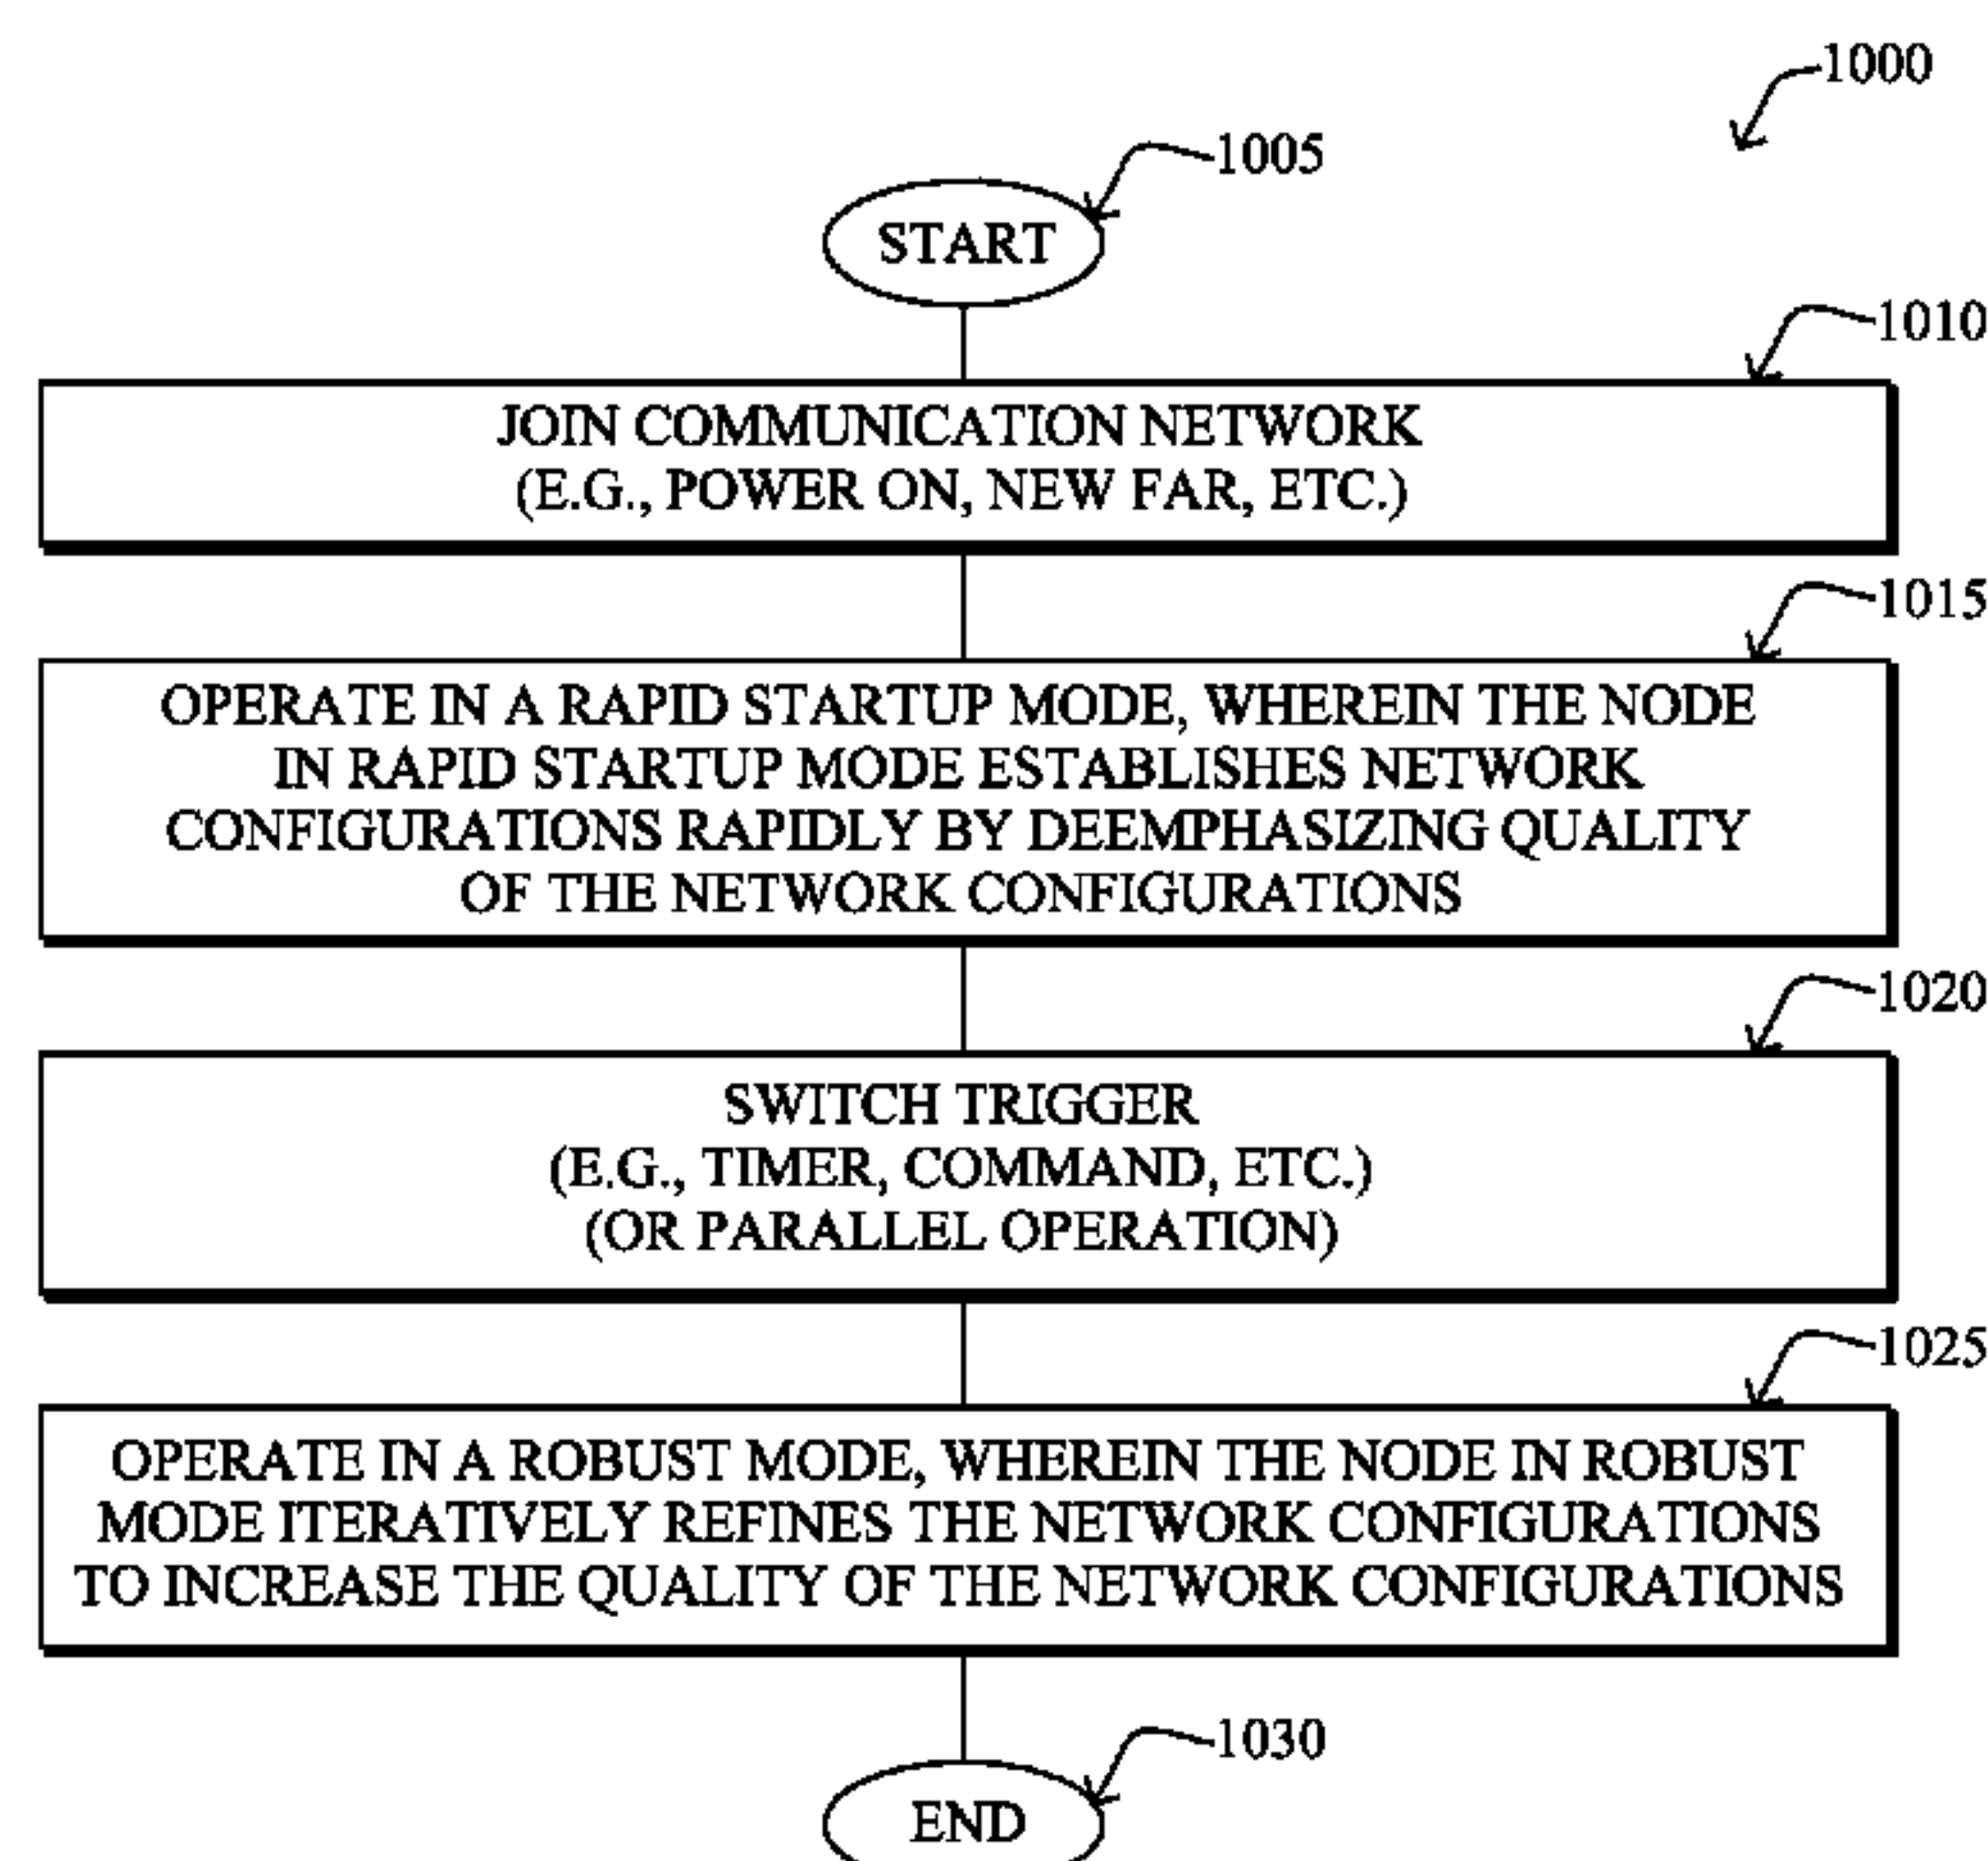 1000
1005
START
1010
JOIN COMMUNICATION NETWORK
(E.G., POWER ON, NEW FAR, ETC.)
1015
OPERATE IN A RAPID STARTUP MODE, WHEREIN THE NODE
IN RAPID STARTUP MODE ESTABLISHES NETWORK
CONFIGURATIONS RAPIDLY BY DEEMPHASIZING QUALITY
OF THE NETWORK CONFIGURATIONS
1020
SWITCH TRIGGER
(E.G., TIMER, COMMAND, ETC.)
(OR PARALLEL OPERATION)
1025
OPERATE IN A ROBUST MODE, WHEREIN THE NODE IN ROBUST
MODE ITERATIVELY REFINES THE NETWORK CONFIGURATIONS
TO INCREASE THE QUALITY OF THE NETWORK CONFIGURATIONS
1030
END